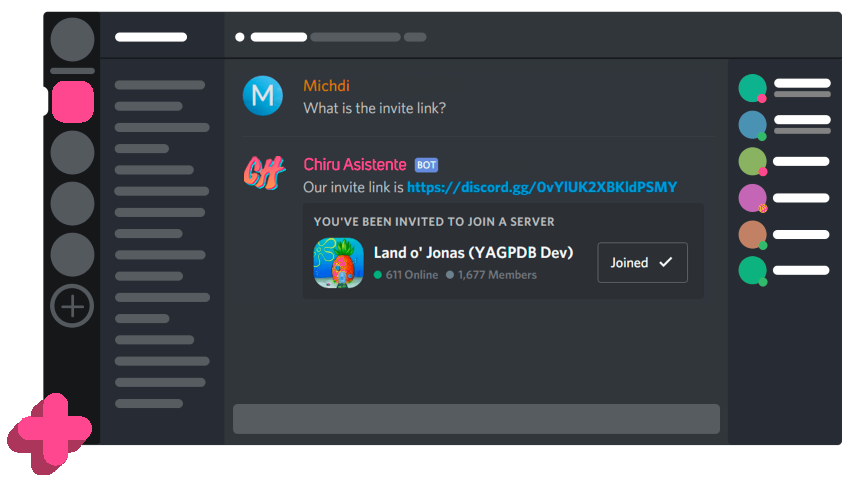 M
Michdi
What is the invite link?
CH
Chiru Asistente BOT
Our invite link is https://discord.gg/0vYlUK2XBKldPSMY
YOU'VE BEEN INVITED TO JOIN A SERVER
Land o' Jonas (YAGPDB Dev)
611 Online 1,677 Members
Joined